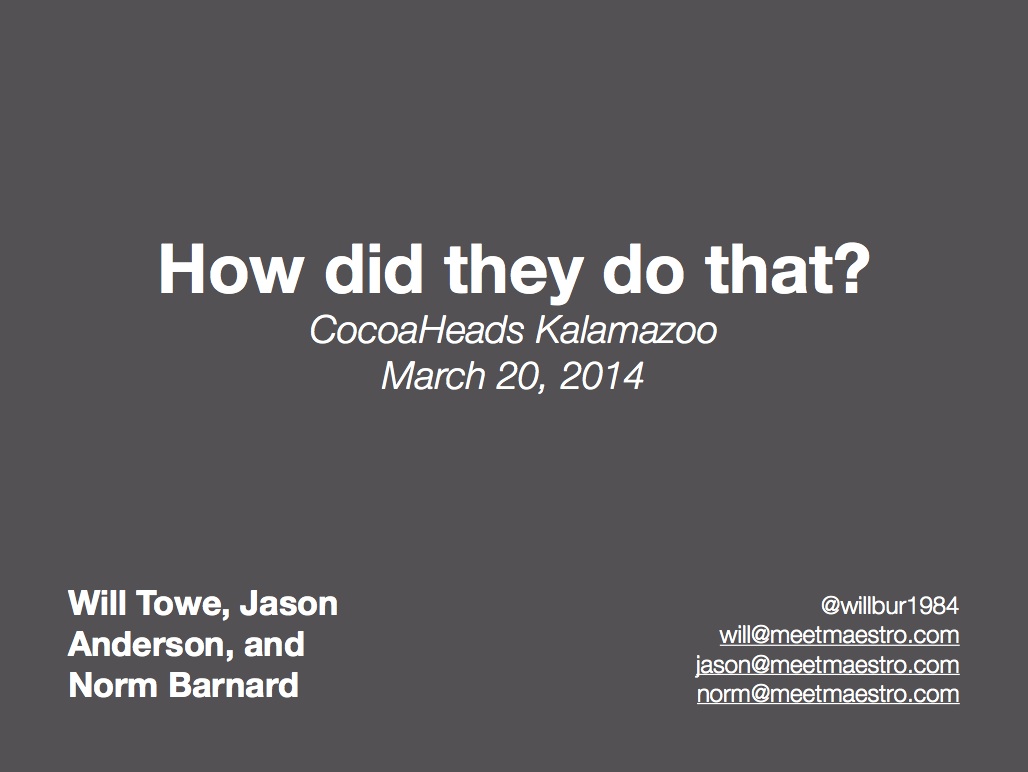 How did they do that?
CocoaHeads Kalamazoo
March 20, 2014
Will Towe, Jason
Anderson, and
Norm Barnard
@willbur1984
will@meetmaestro.com
jason@meetmaestro.com
norm@meetmaestro.com